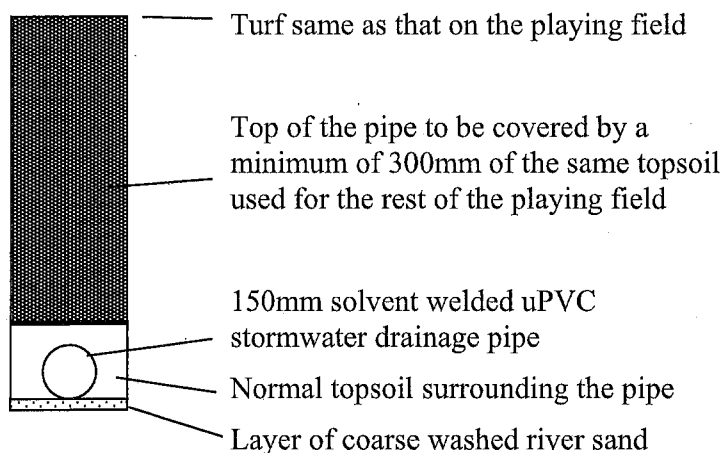 Turf same as that on the playing field
Top of the pipe to be covered by a
minimum of 300mm of the same topsoil
used for the rest of the playing field
150mm solvent welded uPVC
stormwater drainage pipe
Normal topsoil surrounding the pipe
Layer of coarse washed river sand